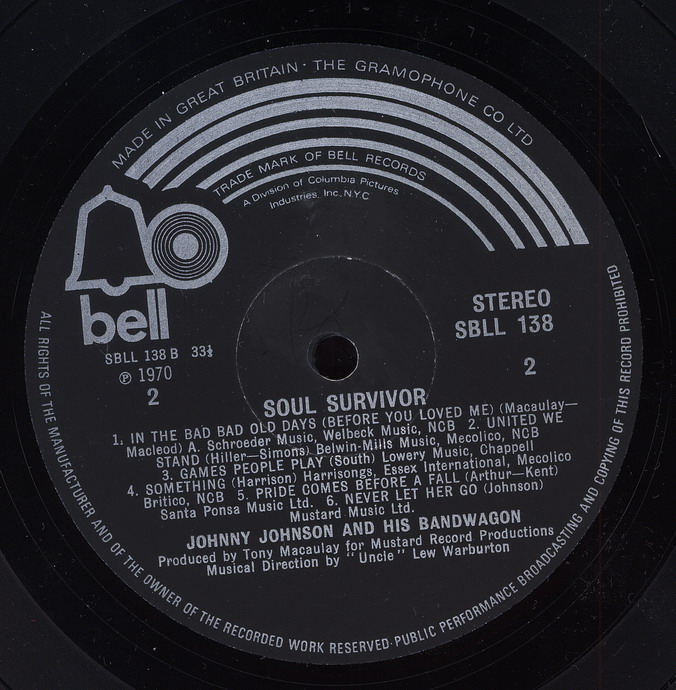 MADE IN GREAT BRITAIN · THE GRAMOPHONE CO LTD
TRADE MARK OF BELL RECORDS
A Division of Columbia Pictures
Industries, Inc, N.Y.C
bell
SBLL 138 B 33⅓
℗ 1970
2
STEREO
SBLL 138
2
SOUL SURVIVOR
1. IN THE BAD BAD OLD DAYS (BEFORE YOU LOVED ME) (Macaulay—
Macleod) A. Schroeder Music, Welbeck Music, NCB 2. UNITED WE
STAND (Hiller—Simons) Belwin-Mills Music, Mecolico, NCB
3. GAMES PEOPLE PLAY (South) Lowery Music, Chappell
4. SOMETHING (Harrison) Harrisongs, Essex International, Mecolico
Britico, NCB 5. PRIDE COMES BEFORE A FALL (Arthur—Kent)
Santa Ponsa Music Ltd. 6. NEVER LET HER GO (Johnson)
Mustard Music Ltd.
JOHNNY JOHNSON AND HIS BANDWAGON
Produced by Tony Macaulay for Mustard Record Productions
Musical Direction by "Uncle" Lew Warburton
ALL RIGHTS OF THE MANUFACTURER AND OF THE OWNER OF THE RECORDED WORK RESERVED·PUBLIC PERFORMANCE BROADCASTING AND COPYING OF THIS RECORD PROHIBITED